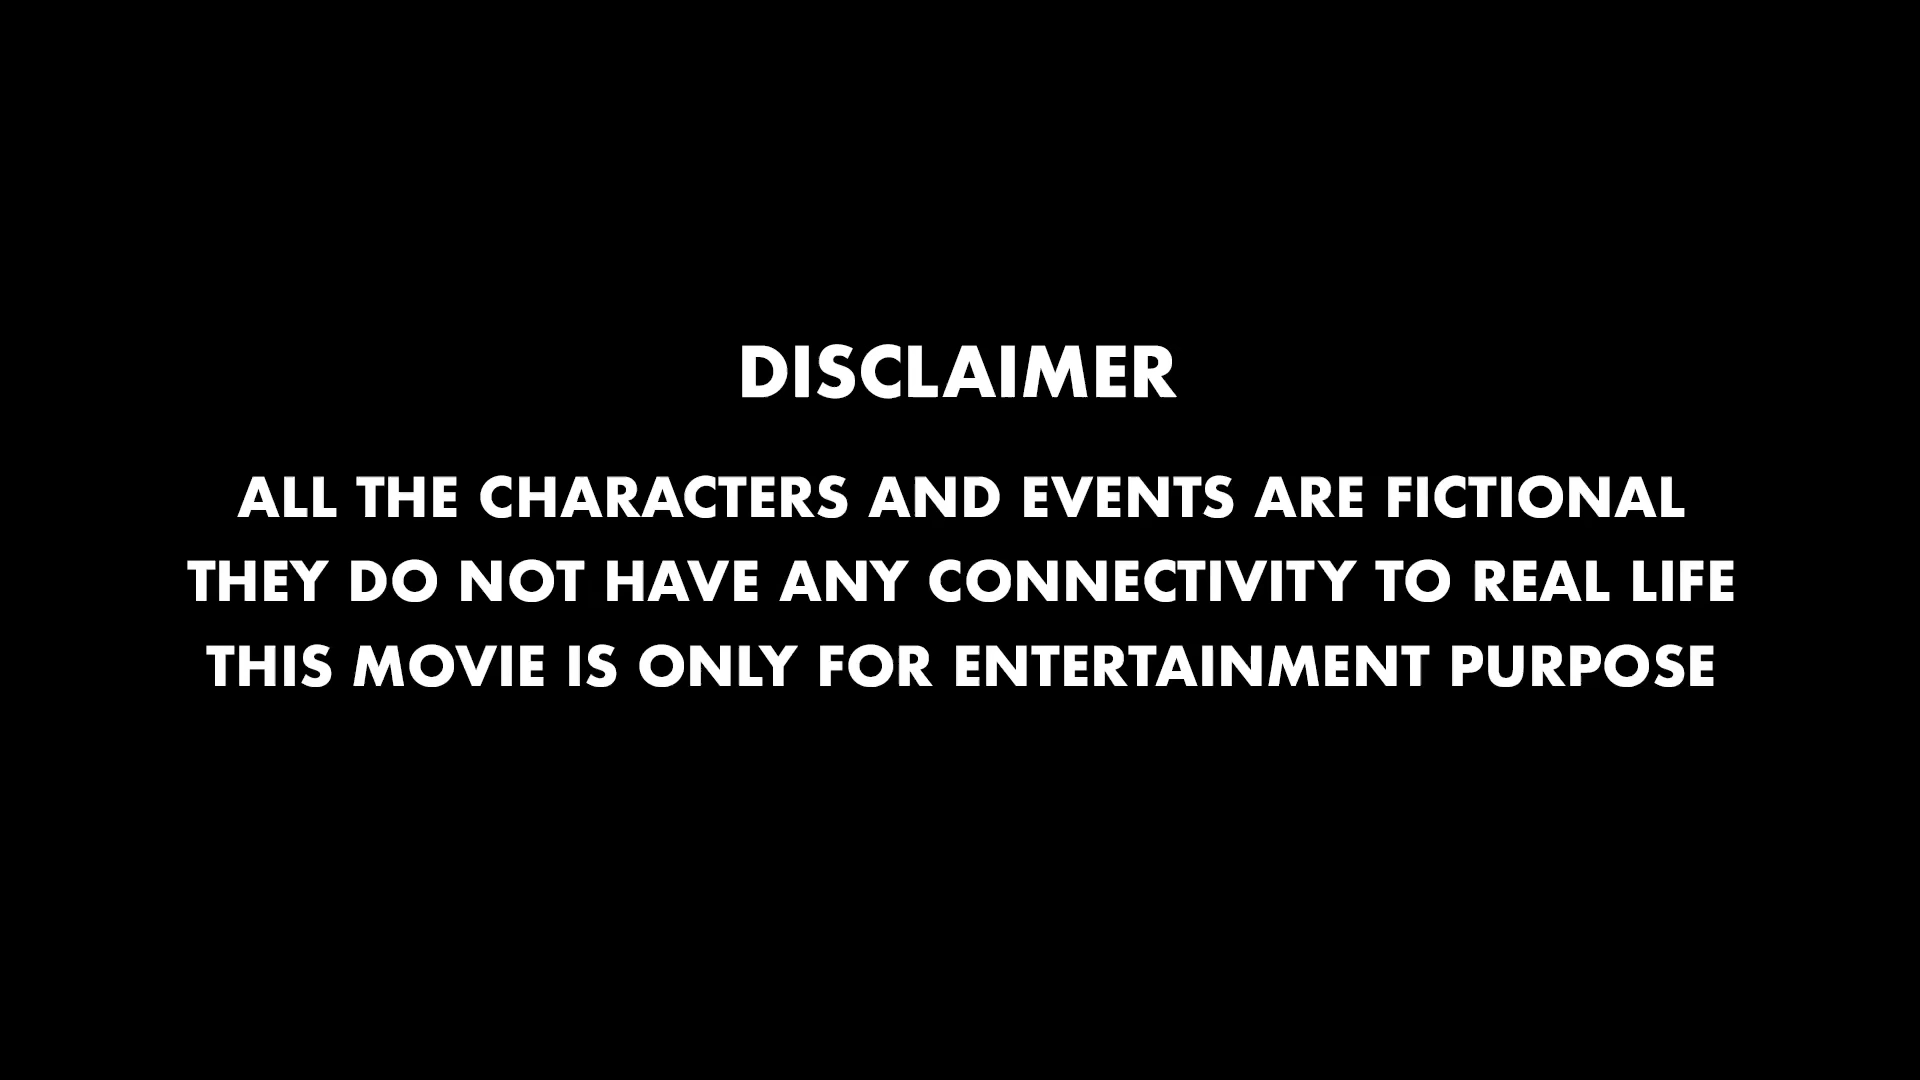 DISCLAIMER
ALL THE CHARACTERS AND EVENTS ARE FICTIONAL
THEY DO NOT HAVE ANY CONNECTIVITY TO REAL LIFE
THIS MOVIE IS ONLY FOR ENTERTAINMENT PURPOSE